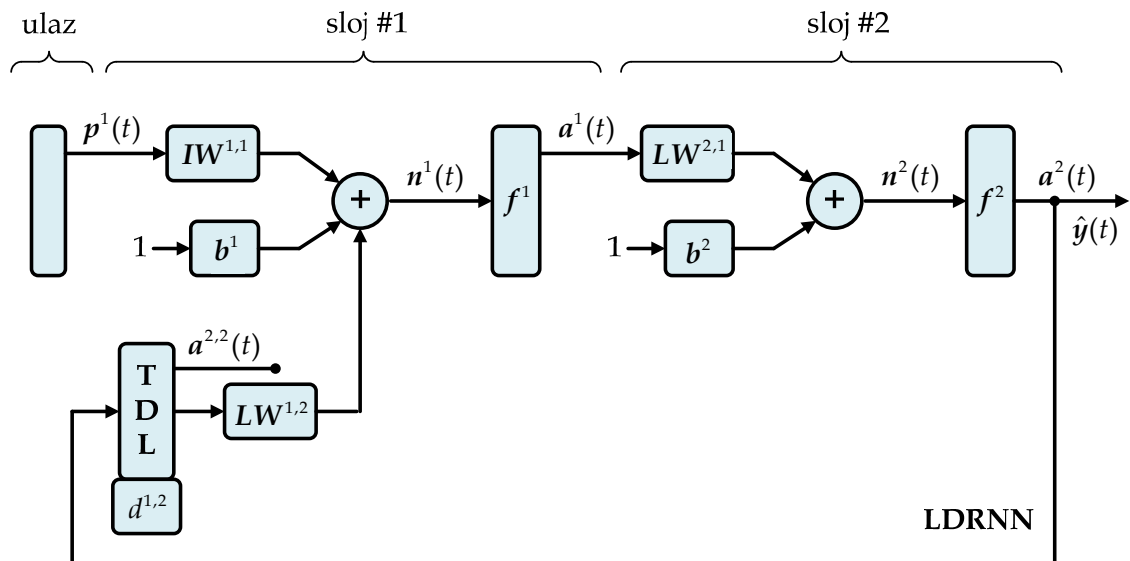 ulaz
sloj #1
sloj #2
p¹(t)
IW¹,¹
1
b¹
+
n¹(t)
f¹
a¹(t)
LW²,¹
1
b²
+
n²(t)
f²
a²(t)
ŷ(t)
T
D
L
d¹,²
a²,²(t)
LW¹,²
LDRNN